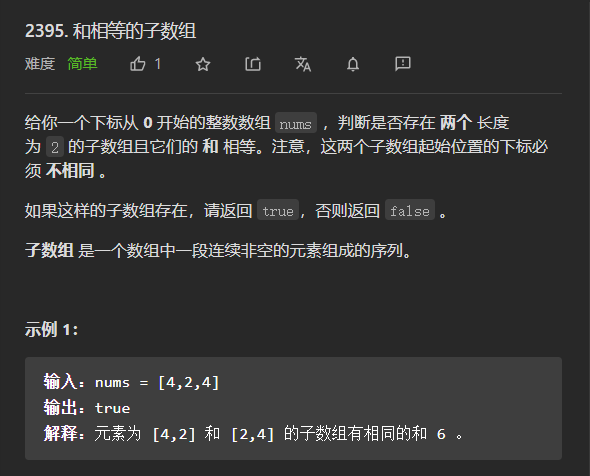 2395. 和相等的子数组
难度 简单 1
给你一个下标从 0 开始的整数数组 nums ，判断是否存在 两个 长度
为 2 的子数组且它们的 和 相等。注意，这两个子数组起始位置的下标必
须 不相同 。
如果这样的子数组存在，请返回 true，否则返回 false 。
子数组 是一个数组中一段连续非空的元素组成的序列。
示例 1：
输入：nums = [4,2,4]
输出：true
解释：元素为 [4,2] 和 [2,4] 的子数组有相同的和 6 。